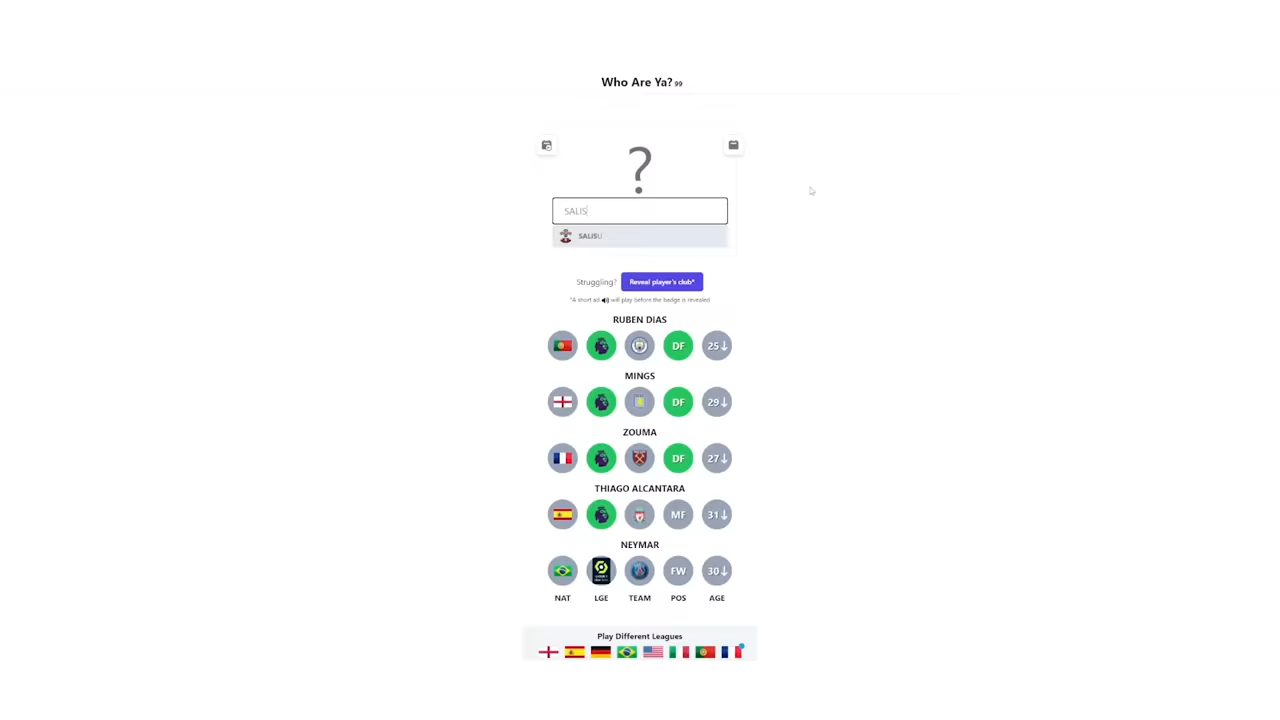 Who Are Ya? 99
?
SALIS
SALISU
Struggling? Reveal player's club*
*A short ad will play before the badge is revealed
RUBEN DIAS
DF 25↓
MINGS
DF 29↓
ZOUMA
DF 27↓
THIAGO ALCANTARA
MF 31↓
NEYMAR
FW 30↓
NAT LGE TEAM POS AGE
Play Different Leagues